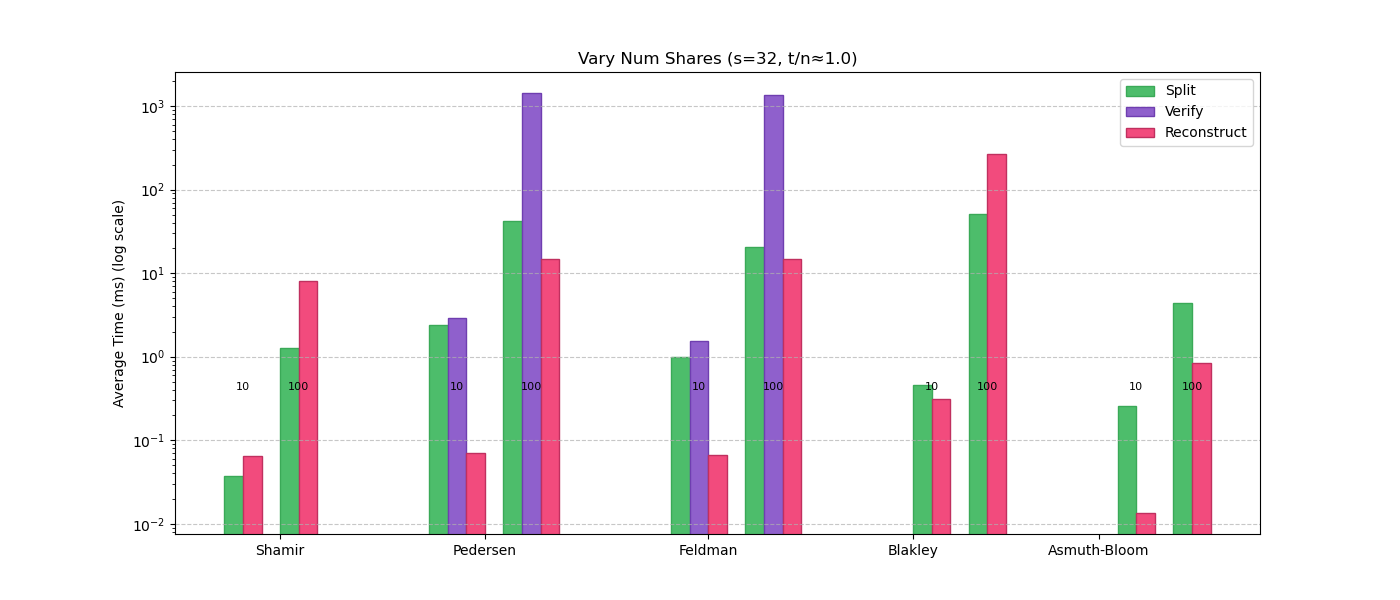 Vary Num Shares (s=32, t/n≈1.0)
Average Time (ms) (log scale)
10³
10²
10¹
10⁰
10⁻¹
10⁻²
Split
Verify
Reconstruct
10 100 10 100 10 100 10 100 10 100
Shamir Pedersen Feldman Blakley Asmuth-Bloom